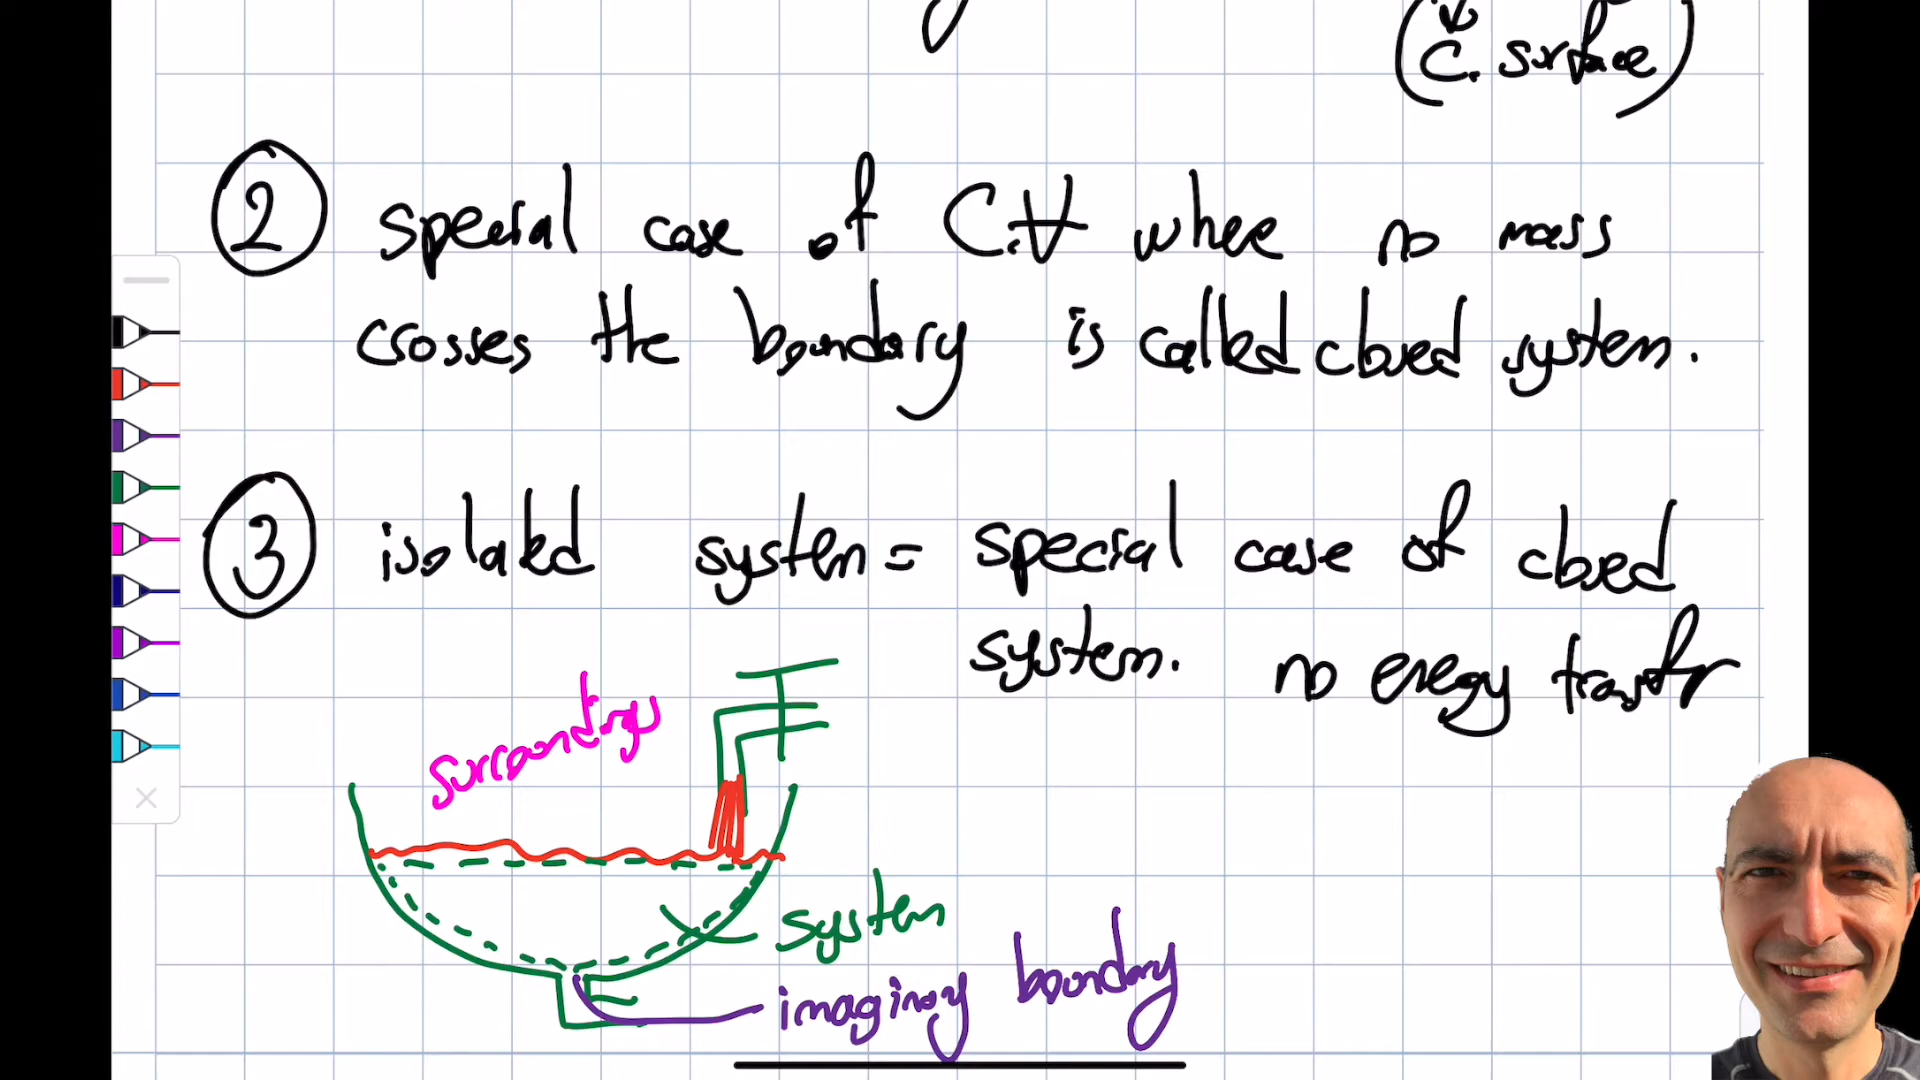 (C. surface)
② special case of C.V where no mass
crosses the boundary is called closed system.
③ isolated system = special case of closed
system. no energy transfer
surroundings
system
imaginary boundary